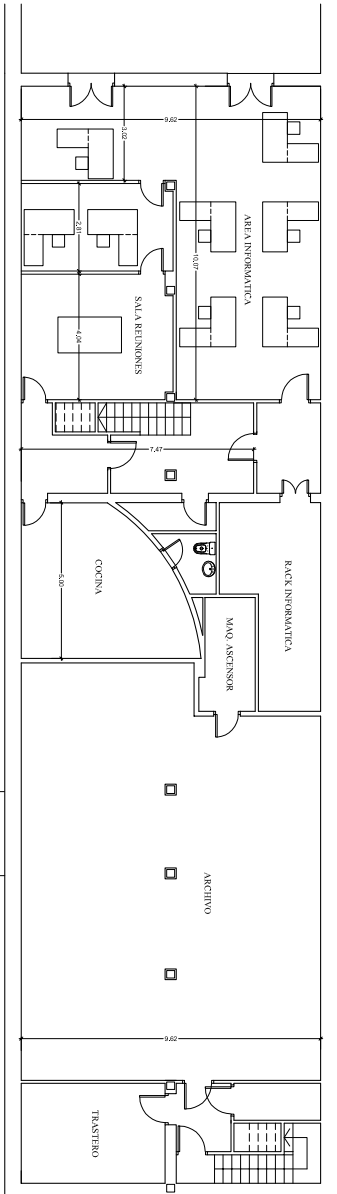 9.62
3.02
10.07
AREA INFORMATICA
2.81
4.04
SALA REUNIONES
7.47
5.00
COCINA
RACK INFORMATICA
MAQ. ASCENSOR
ARCHIVO
9.62
TRASTERO